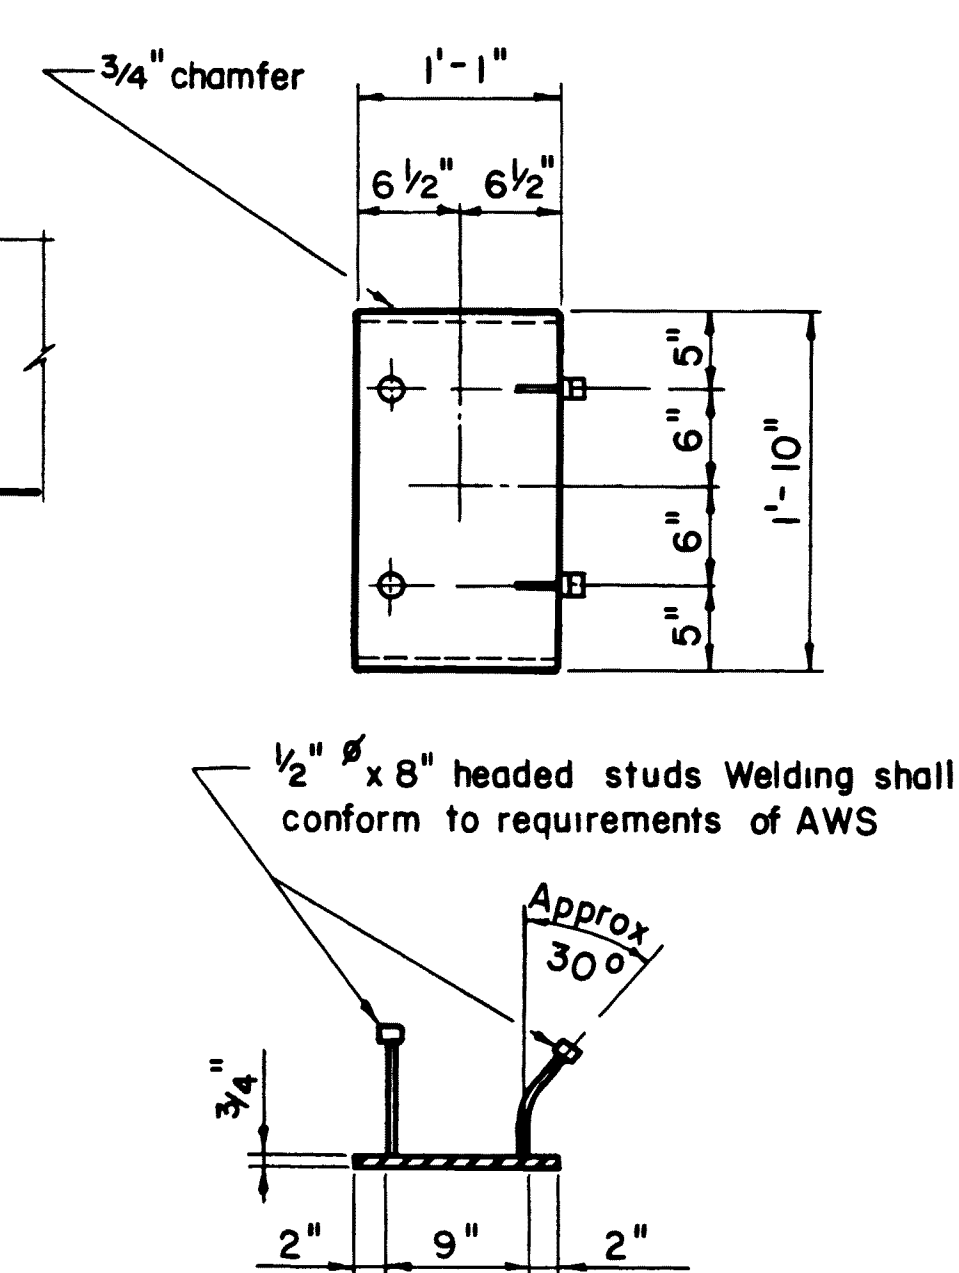 3/4" chamfer
1'-1"
6 1/2" 6 1/2"
5"
6"
1'-10"
6"
5"
1/2" ø x 8" headed studs Welding shall
conform to requirements of AWS
Approx
30°
3/4"
2" 9" 2"